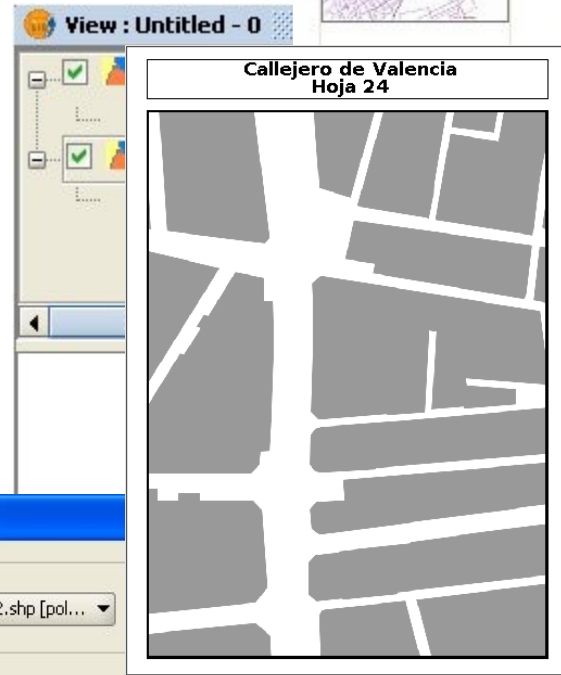 View : Untitled - 0
Callejero de Valencia
Hoja 24
2.shp [pol...